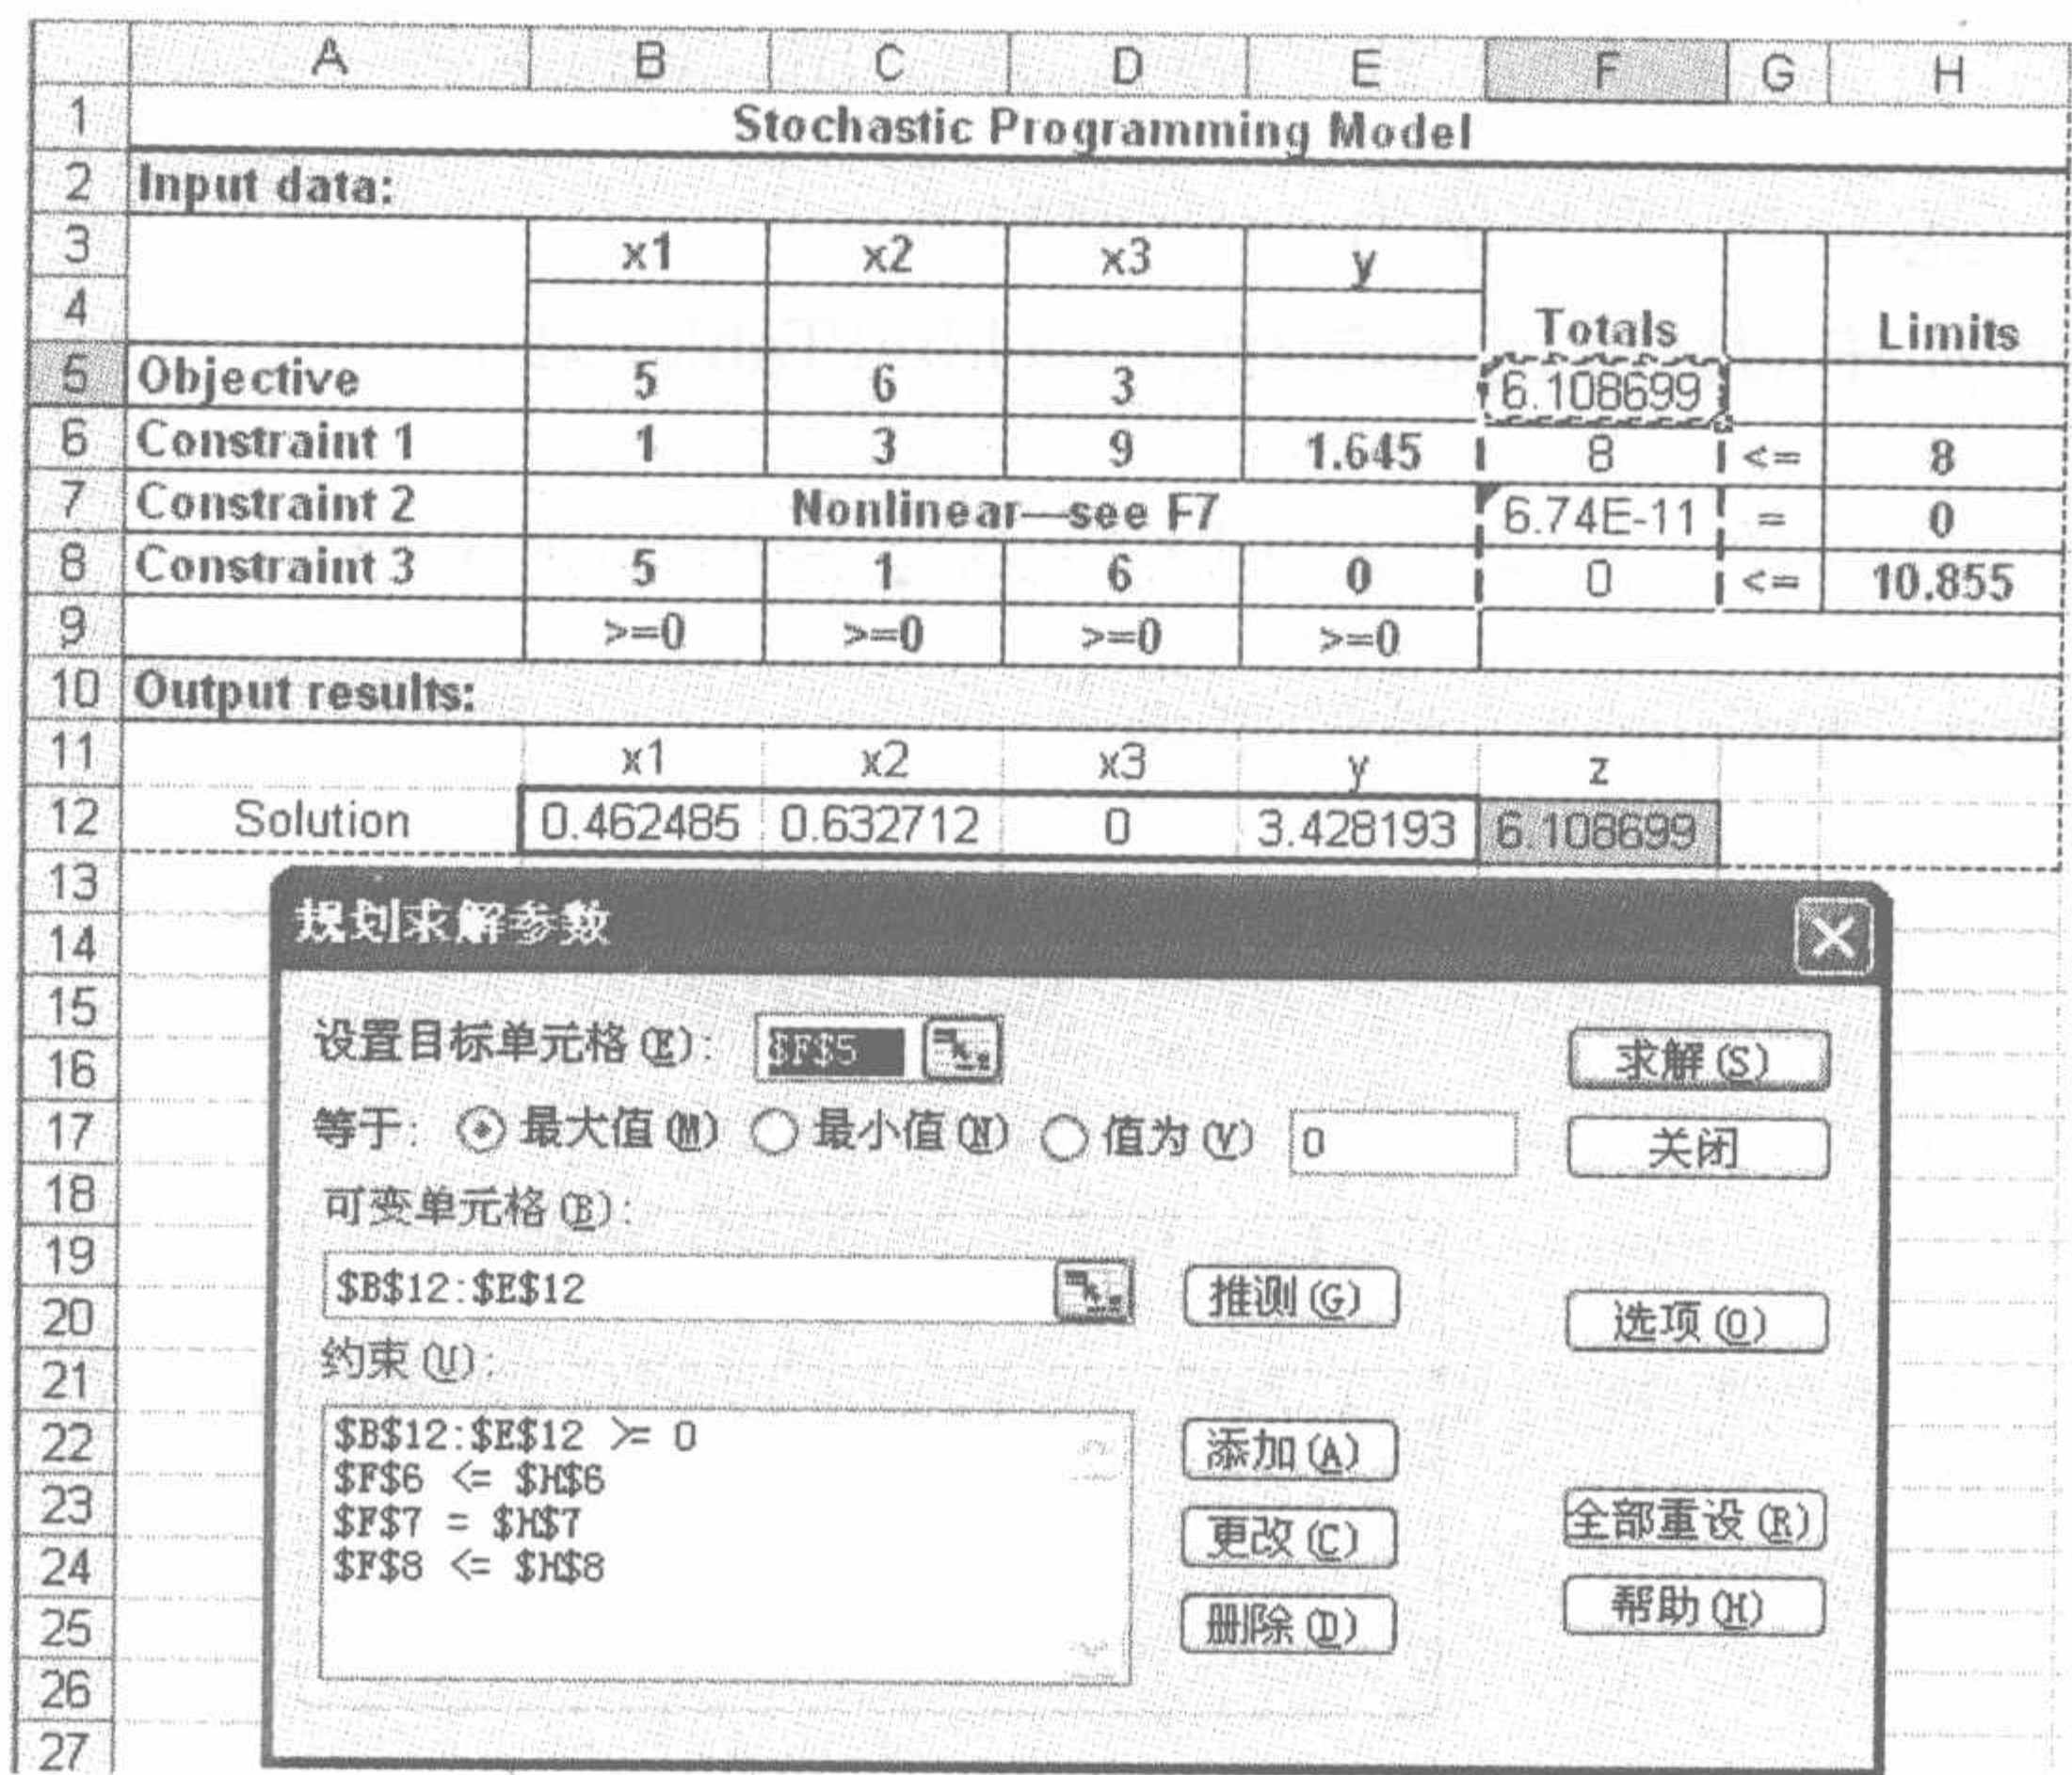 A B C D E F G H
1 Stochastic Programming Model
2 Input data:
3 x1 x2 x3 y
4 Totals Limits
5 Objective 5 6 3 6.108699
6 Constraint 1 1 3 9 1.645 8 <= 8
7 Constraint 2 Nonlinear—see F7 6.74E-11 = 0
8 Constraint 3 5 1 6 0 0 <= 10.855
9 >=0 >=0 >=0 >=0
10 Output results:
11 x1 x2 x3 y z
12 Solution 0.462485 0.632712 0 3.428193 6.108699
13
14 规划求解参数
15
16 设置目标单元格(E): $F$5 求解(S)
17 等于: 最大值(M) 最小值(N) 值为(V) 0 关闭
18 可变单元格(B):
19
20 $B$12:$E$12 推测(G) 选项(O)
21 约束(U):
22 $B$12:$E$12 >= 0 添加(A)
23 $F$6 <= $H$6
$F$7 = $H$7 更改(C) 全部重设(R)
24 $F$8 <= $H$8
25 删除(D) 帮助(H)
26
27